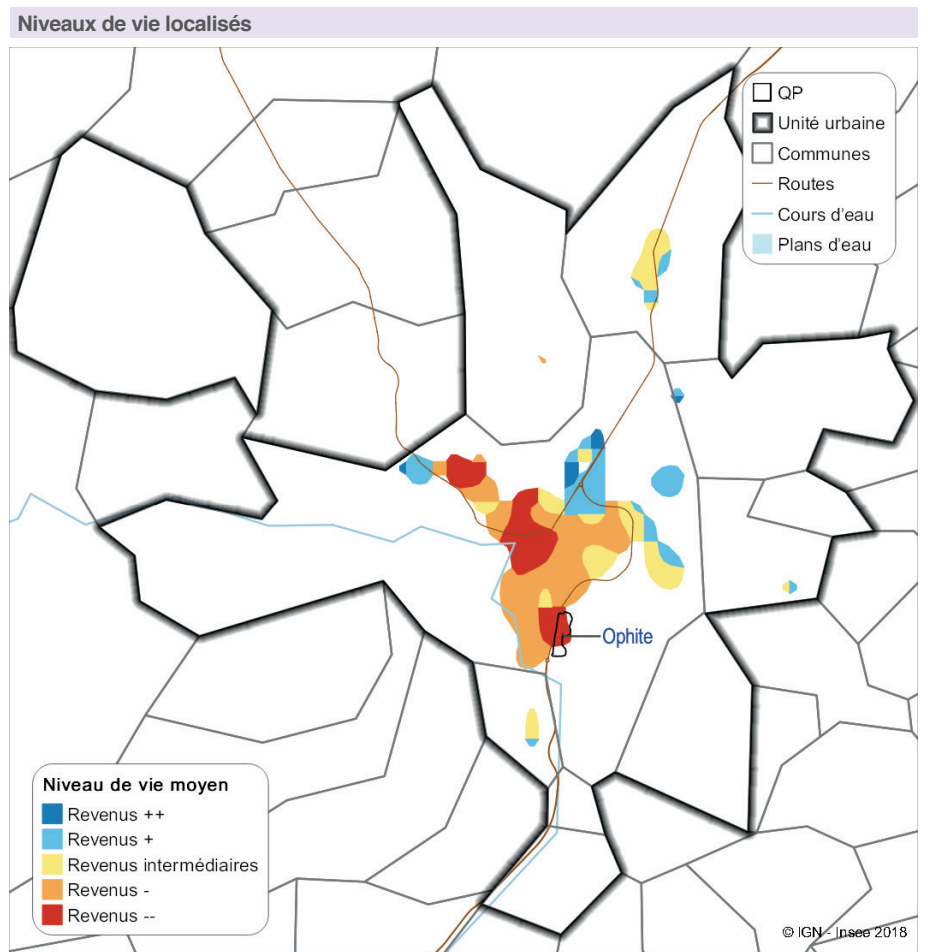 Niveaux de vie localisés
QP
Unité urbaine
Communes
Routes
Cours d'eau
Plans d'eau
Ophite
Niveau de vie moyen
Revenus ++
Revenus +
Revenus intermédiaires
Revenus -
Revenus --
© IGN - Insee 2018